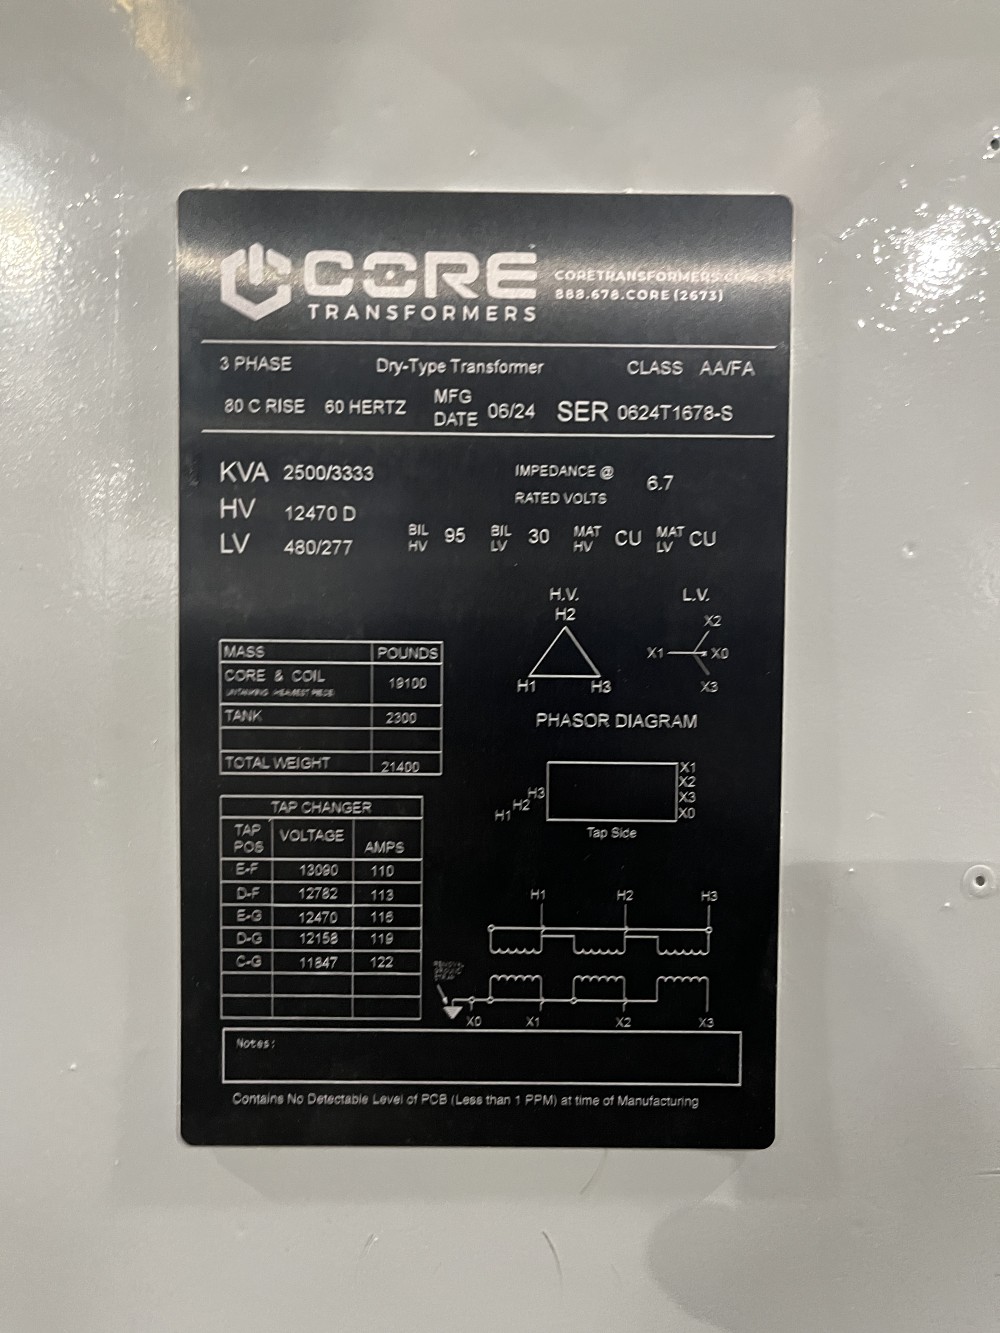 CORE
TRANSFORMERS
CORETRANSFORMERS.COM
888.678.CORE (2673)
3 PHASE Dry-Type Transformer CLASS AA/FA
80 C RISE 60 HERTZ MFG DATE 06/24 SER 0624T1678-S
KVA 2500/3333 IMPEDANCE @ RATED VOLTS 6.7
HV 12470 D
LV 480/277 BIL HV 95 BIL LV 30 MAT HV CU MAT LV CU
H.V. L.V.
H2 X2
X1 X0
H1 H3 X3
PHASOR DIAGRAM
MASS POUNDS
CORE & COIL 19100
TANK 2300
TOTAL WEIGHT 21400
X1
X2
H3 X3
H2
H1 X0
Tap Side
TAP CHANGER
TAP POS VOLTAGE AMPS
E-F 13090 110
D-F 12782 113
E-G 12470 116
D-G 12158 119
C-G 11847 122
H1 H2 H3
X0 X1 X2 X3
Notes:
Contains No Detectable Level of PCB (Less than 1 PPM) at time of Manufacturing